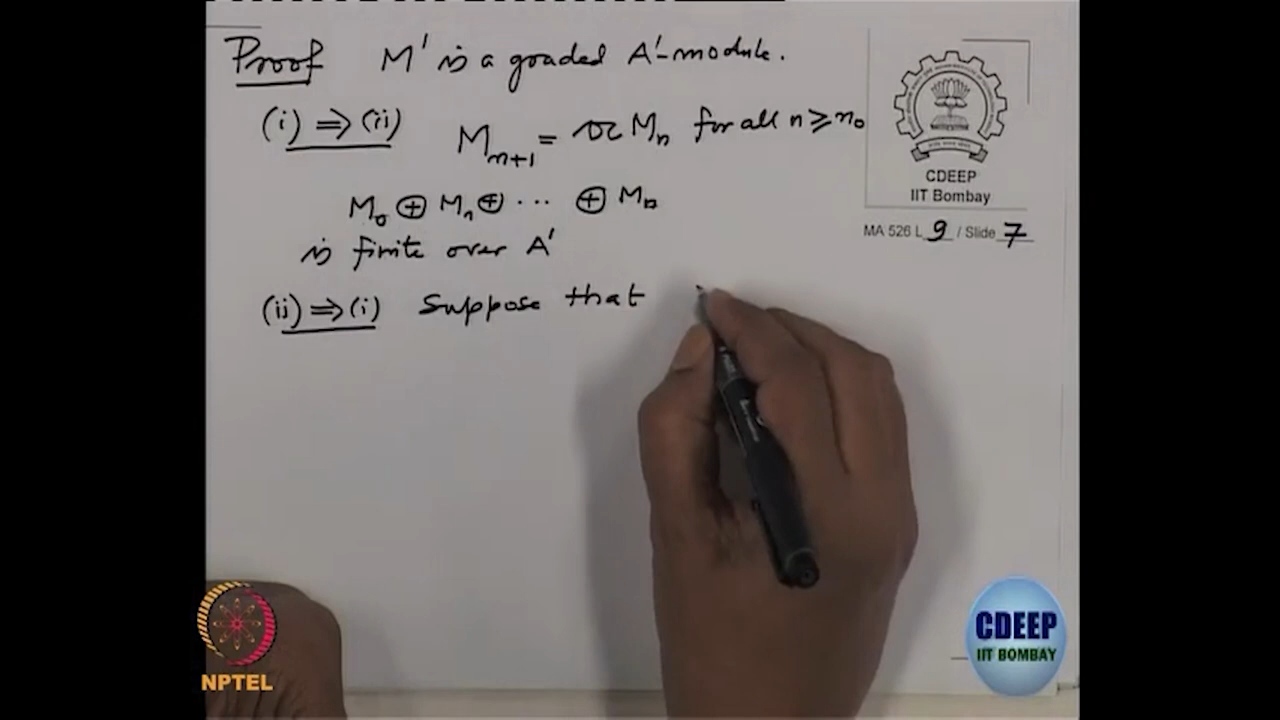 Proof M' is a graded A'-module.
(i) ⇒ (ii) M_{n+1} = 𝔞 M_n for all n ≥ n_0
M_0 ⊕ M_1 ⊕ ··· ⊕ M_{n_0}
is finite over A'
(ii) ⇒ (i) Suppose that
CDEEP
IIT Bombay
MA 526 L 9 / Slide 7
NPTEL
CDEEP
IIT BOMBAY